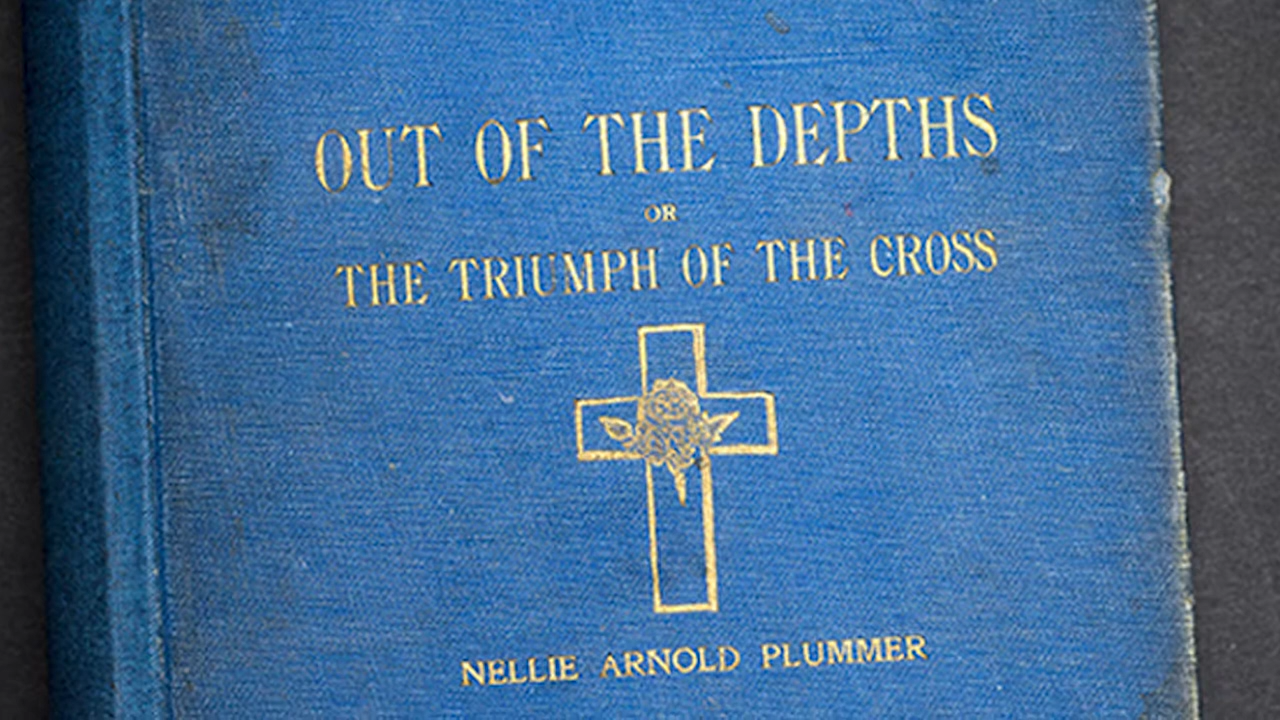 OUT OF THE DEPTHS
OR
THE TRIUMPH OF THE CROSS
NELLIE ARNOLD PLUMMER